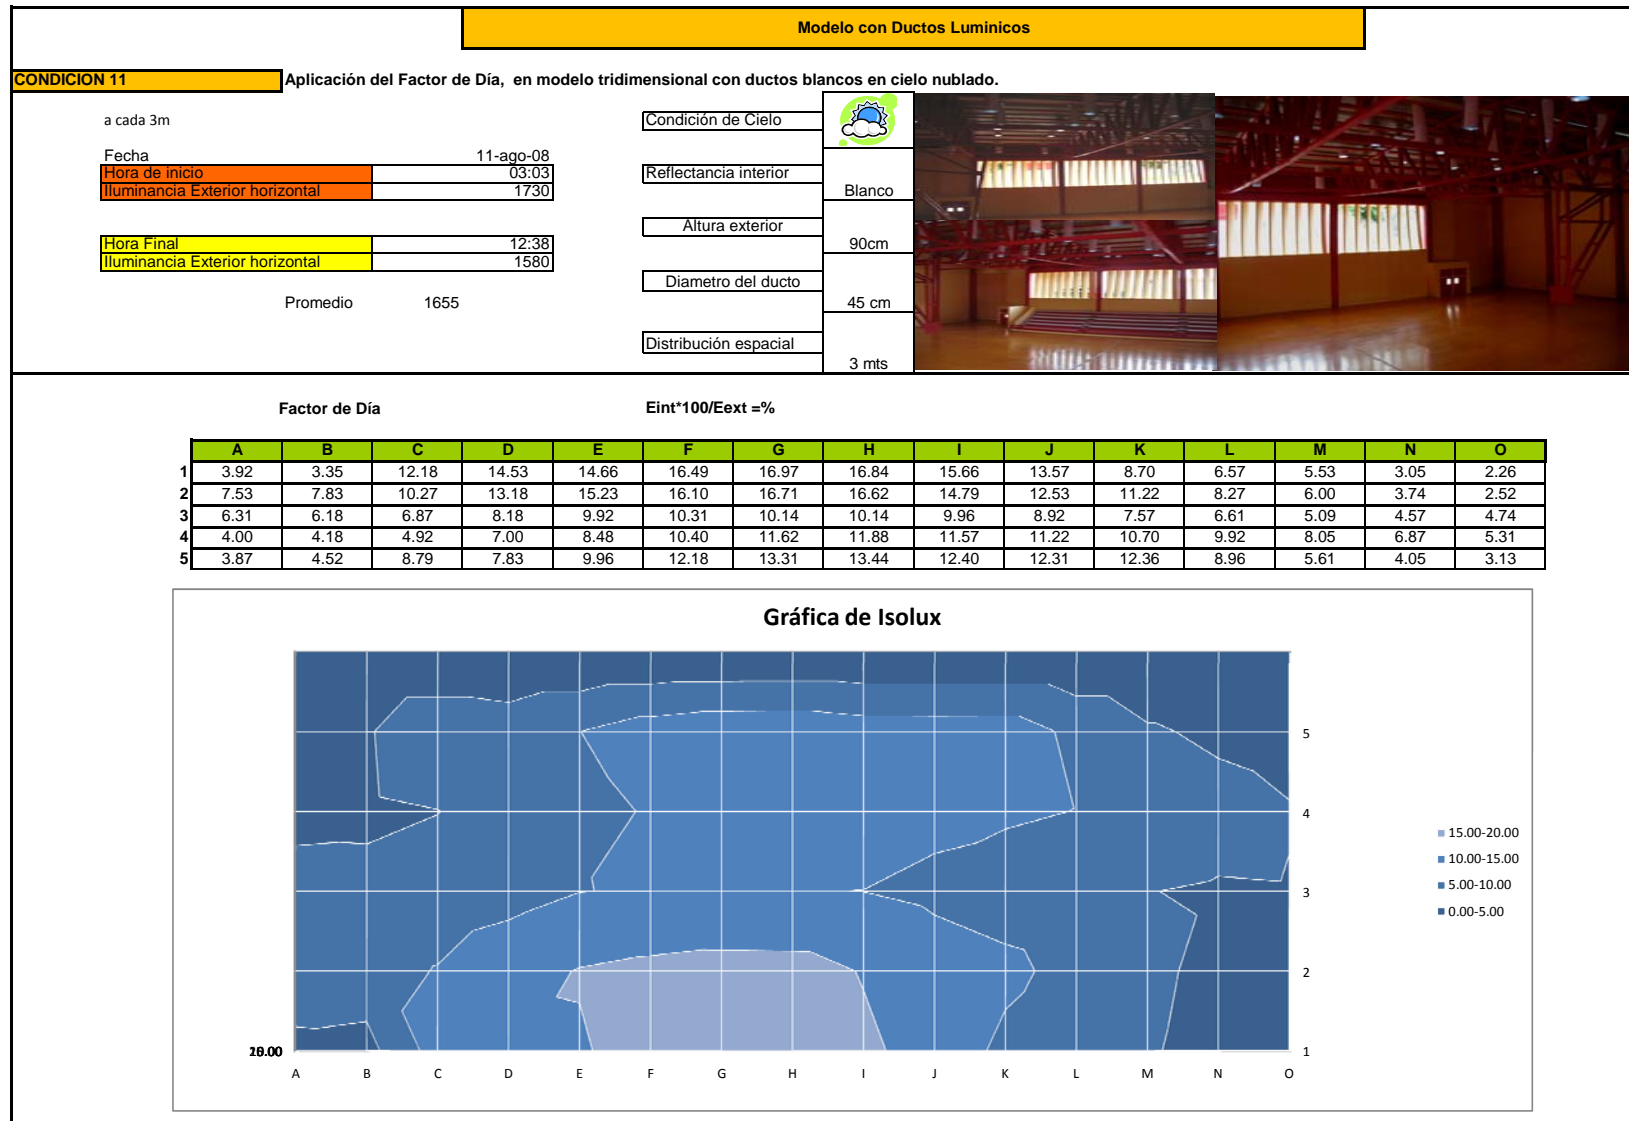 Modelo con Ductos Luminicos
CONDICION 11 Aplicación del Factor de Día, en modelo tridimensional con ductos blancos en cielo nublado.
a cada 3m
Fecha 11-ago-08
Hora de inicio 03:03
Iluminancia Exterior horizontal 1730
Hora Final 12:38
Iluminancia Exterior horizontal 1580
Promedio 1655
Condición de Cielo
Reflectancia interior Blanco
Altura exterior 90cm
Diametro del ducto 45 cm
Distribución espacial 3 mts
Factor de Día Eint*100/Eext =%
A B C D E F G H I J K L M N O
1 3.92 3.35 12.18 14.53 14.66 16.49 16.97 16.84 15.66 13.57 8.70 6.57 5.53 3.05 2.26
2 7.53 7.83 10.27 13.18 15.23 16.10 16.71 16.62 14.79 12.53 11.22 8.27 6.00 3.74 2.52
3 6.31 6.18 6.87 8.18 9.92 10.31 10.14 10.14 9.96 8.92 7.57 6.61 5.09 4.57 4.74
4 4.00 4.18 4.92 7.00 8.48 10.40 11.62 11.88 11.57 11.22 10.70 9.92 8.05 6.87 5.31
5 3.87 4.52 8.79 7.83 9.96 12.18 13.31 13.44 12.40 12.31 12.36 8.96 5.61 4.05 3.13
Gráfica de Isolux
5
4
3
2
1
A B C D E F G H I J K L M N O
15.00-20.00
10.00-15.00
5.00-10.00
0.00-5.00